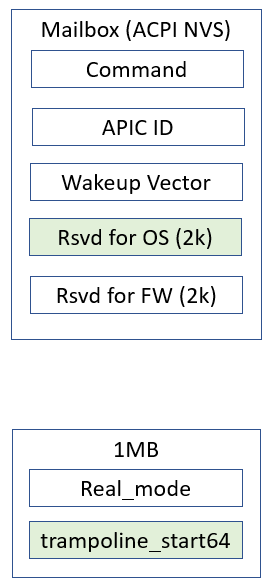 Mailbox (ACPI NVS)
Command
APIC ID
Wakeup Vector
Rsvd for OS (2k)
Rsvd for FW (2k)
1MB
Real_mode
trampoline_start64